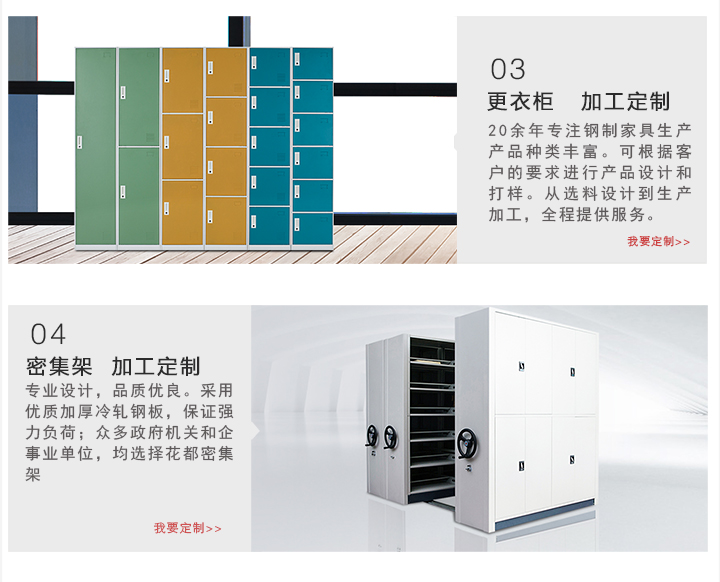 03
更衣柜 加工定制
20余年专注钢制家具生产
产品种类丰富。可根据客
户的要求进行产品设计和
打样。从选料设计到生产
加工，全程提供服务。
我要定制>>
04
密集架 加工定制
专业设计，品质优良。采用
优质加厚冷轧钢板，保证强
力负荷；众多政府机关和企
事业单位，均选择花都密集
架
我要定制>>